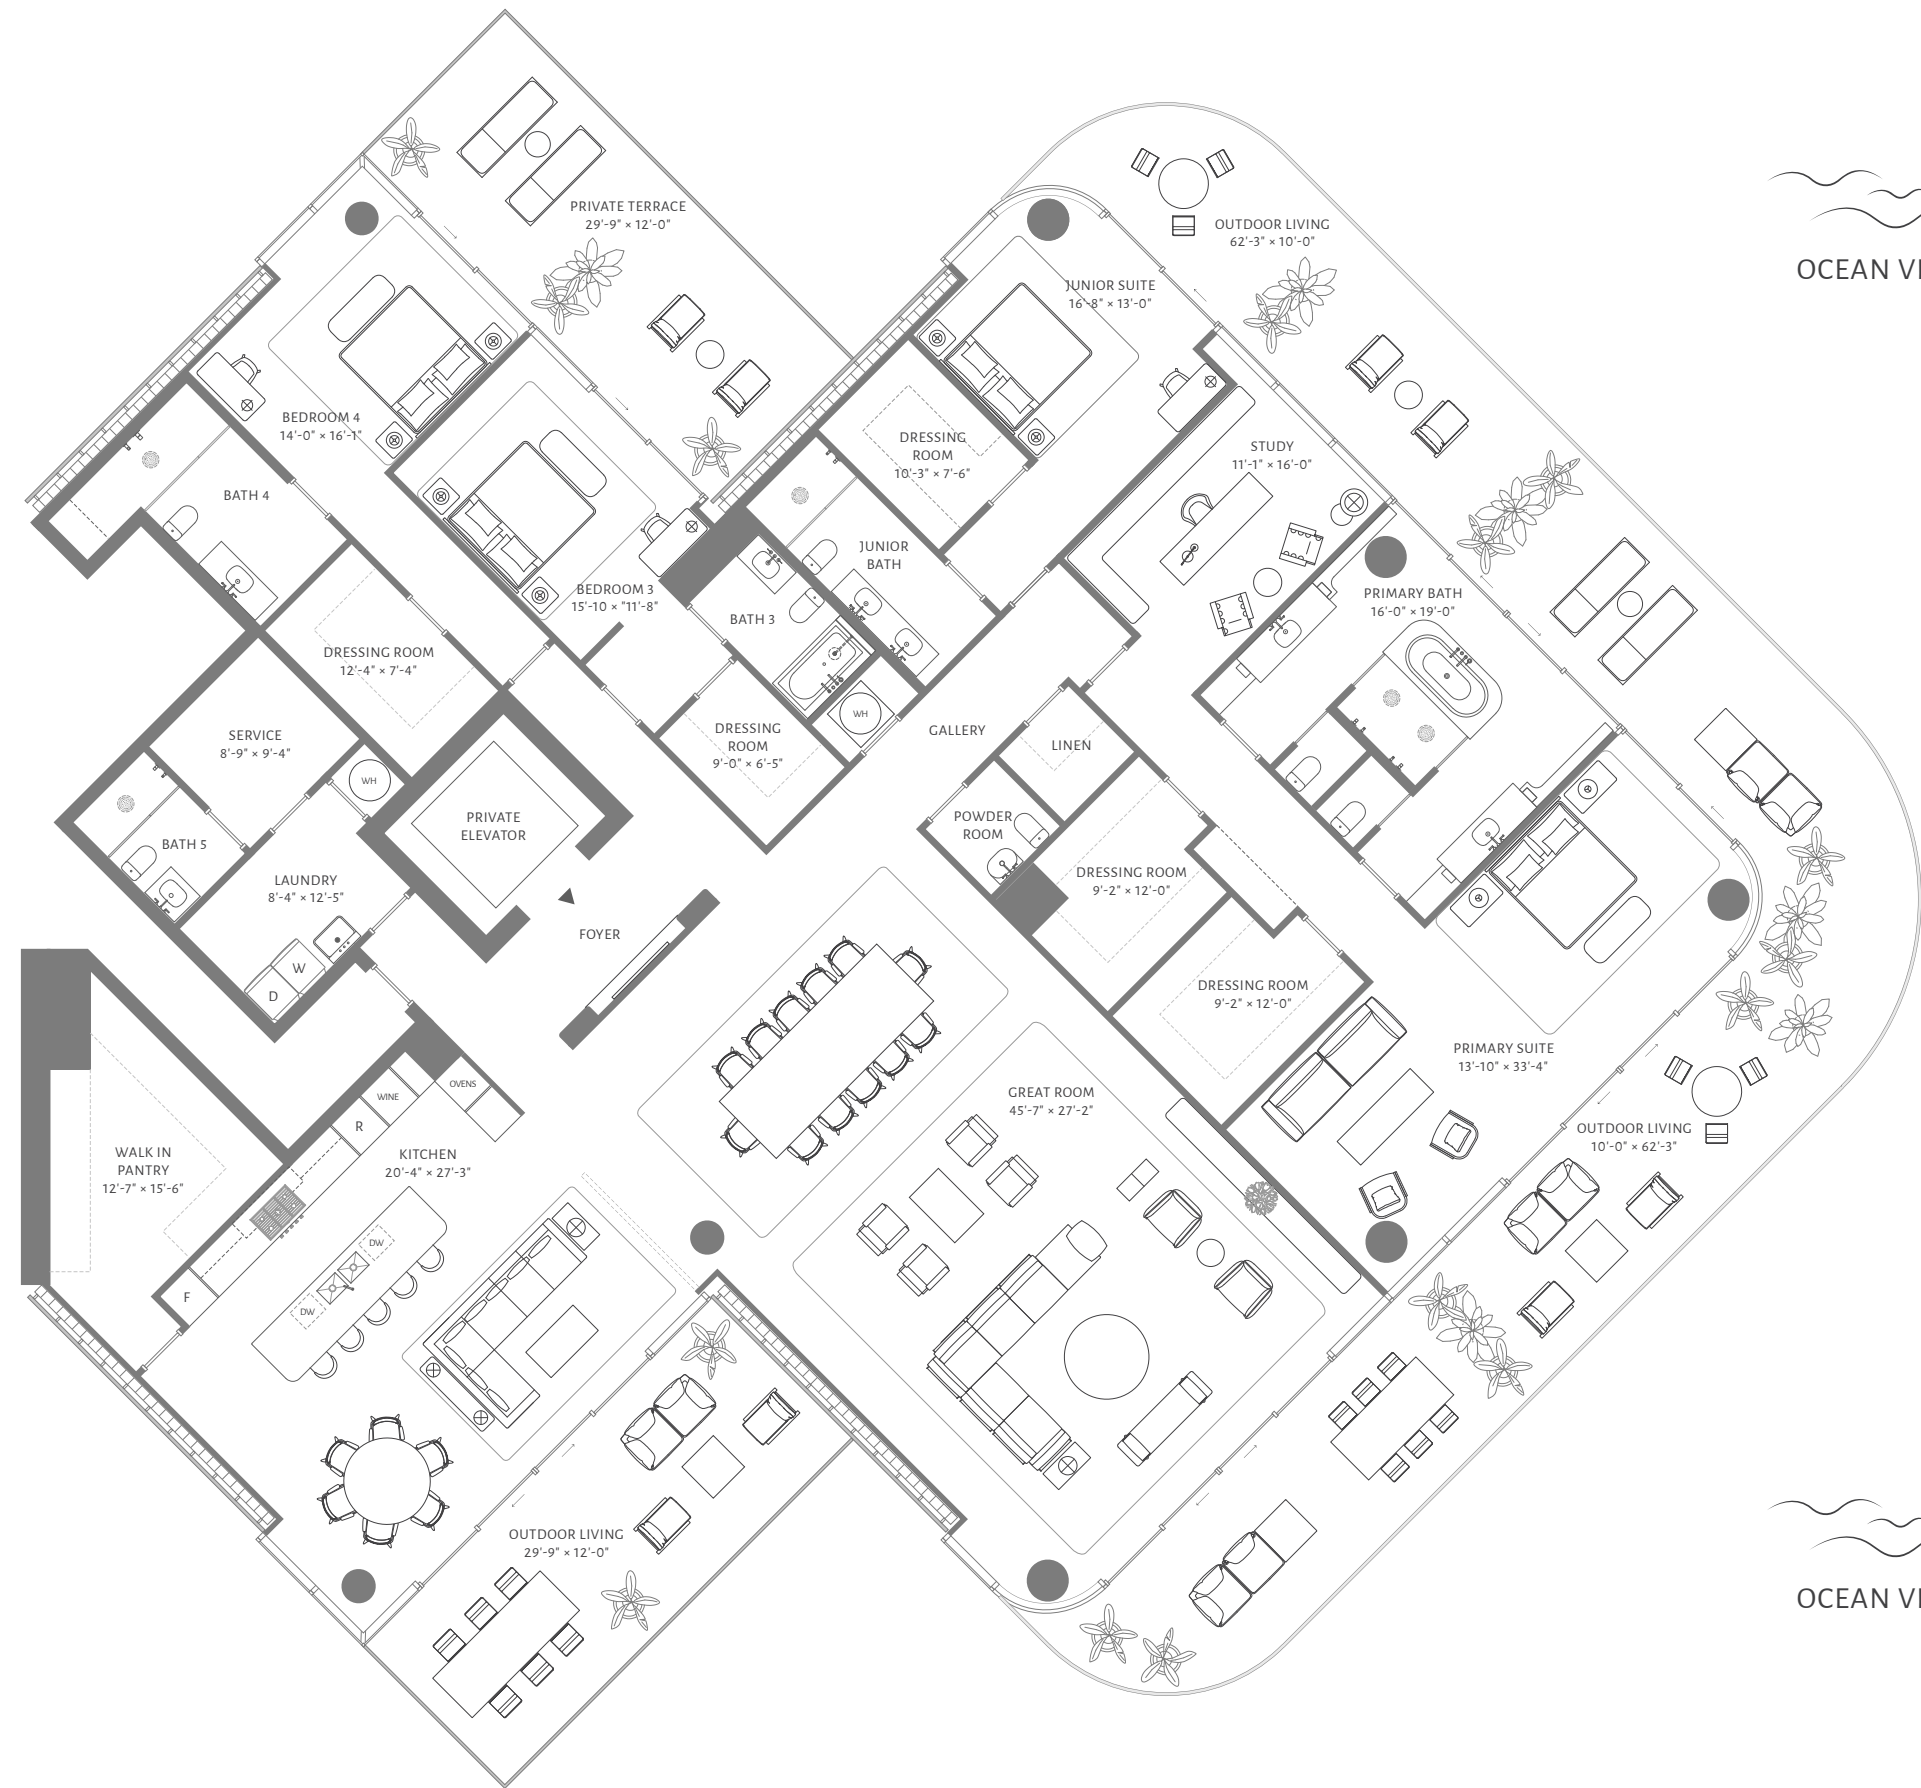 PRIVATE TERRACE
29'-9" × 12'-0"
OUTDOOR LIVING
62'-3" × 10'-0"
OCEAN VI
JUNIOR SUITE
16'-8" × 13'-0"
BEDROOM 4
14'-0" × 16'-1"
DRESSING
ROOM
10'-3" × 7'-6"
STUDY
11'-1" × 16'-0"
BATH 4
JUNIOR
BATH
BEDROOM 3
15'-10 × "11'-8"
PRIMARY BATH
16'-0" × 19'-0"
BATH 3
DRESSING ROOM
12'-4" × 7'-4"
WH
GALLERY
DRESSING
ROOM
9'-0" × 6'-5"
SERVICE
8'-9" × 9'-4"
LINEN
WH
PRIVATE
ELEVATOR
POWDER
ROOM
BATH 5
LAUNDRY
8'-4" × 12'-5"
DRESSING ROOM
9'-2" × 12'-0"
FOYER
W
D
DRESSING ROOM
9'-2" × 12'-0"
PRIMARY SUITE
13'-10" × 33'-4"
OVENS
WINE
R
GREAT ROOM
45'-7" × 27'-2"
OUTDOOR LIVING
10'-0" × 62'-3"
WALK IN
PANTRY
12'-7" × 15'-6"
KITCHEN
20'-4" × 27'-3"
DW
F
DW
OUTDOOR LIVING
29'-9" × 12'-0"
OCEAN VI